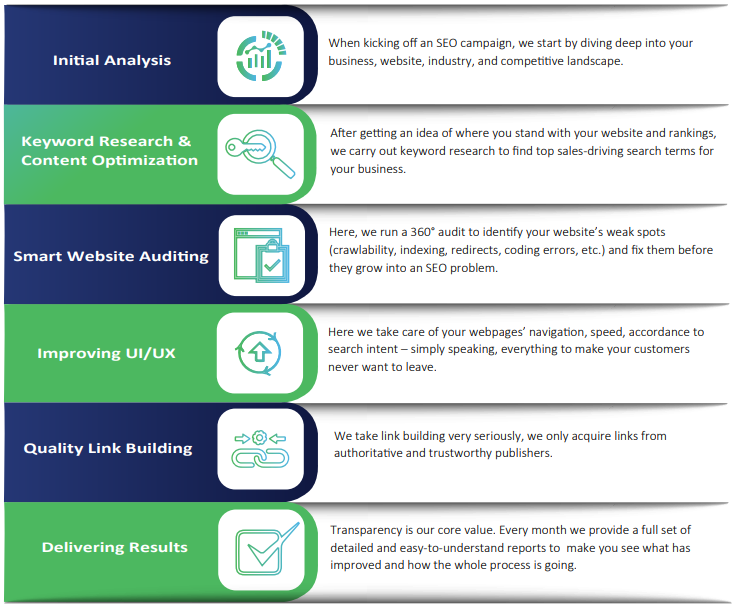 Initial Analysis
When kicking off an SEO campaign, we start by diving deep into your
business, website, industry, and competitive landscape.
Keyword Research &
Content Optimization
After getting an idea of where you stand with your website and rankings,
we carry out keyword research to find top sales-driving search terms for
your business.
Smart Website Auditing
Here, we run a 360° audit to identify your website’s weak spots
(crawlability, indexing, redirects, coding errors, etc.) and fix them before
they grow into an SEO problem.
Improving UI/UX
Here we take care of your webpages’ navigation, speed, accordance to
search intent – simply speaking, everything to make your customers
never want to leave.
Quality Link Building
We take link building very seriously, we only acquire links from
authoritative and trustworthy publishers.
Delivering Results
Transparency is our core value. Every month we provide a full set of
detailed and easy-to-understand reports to  make you see what has
improved and how the whole process is going.